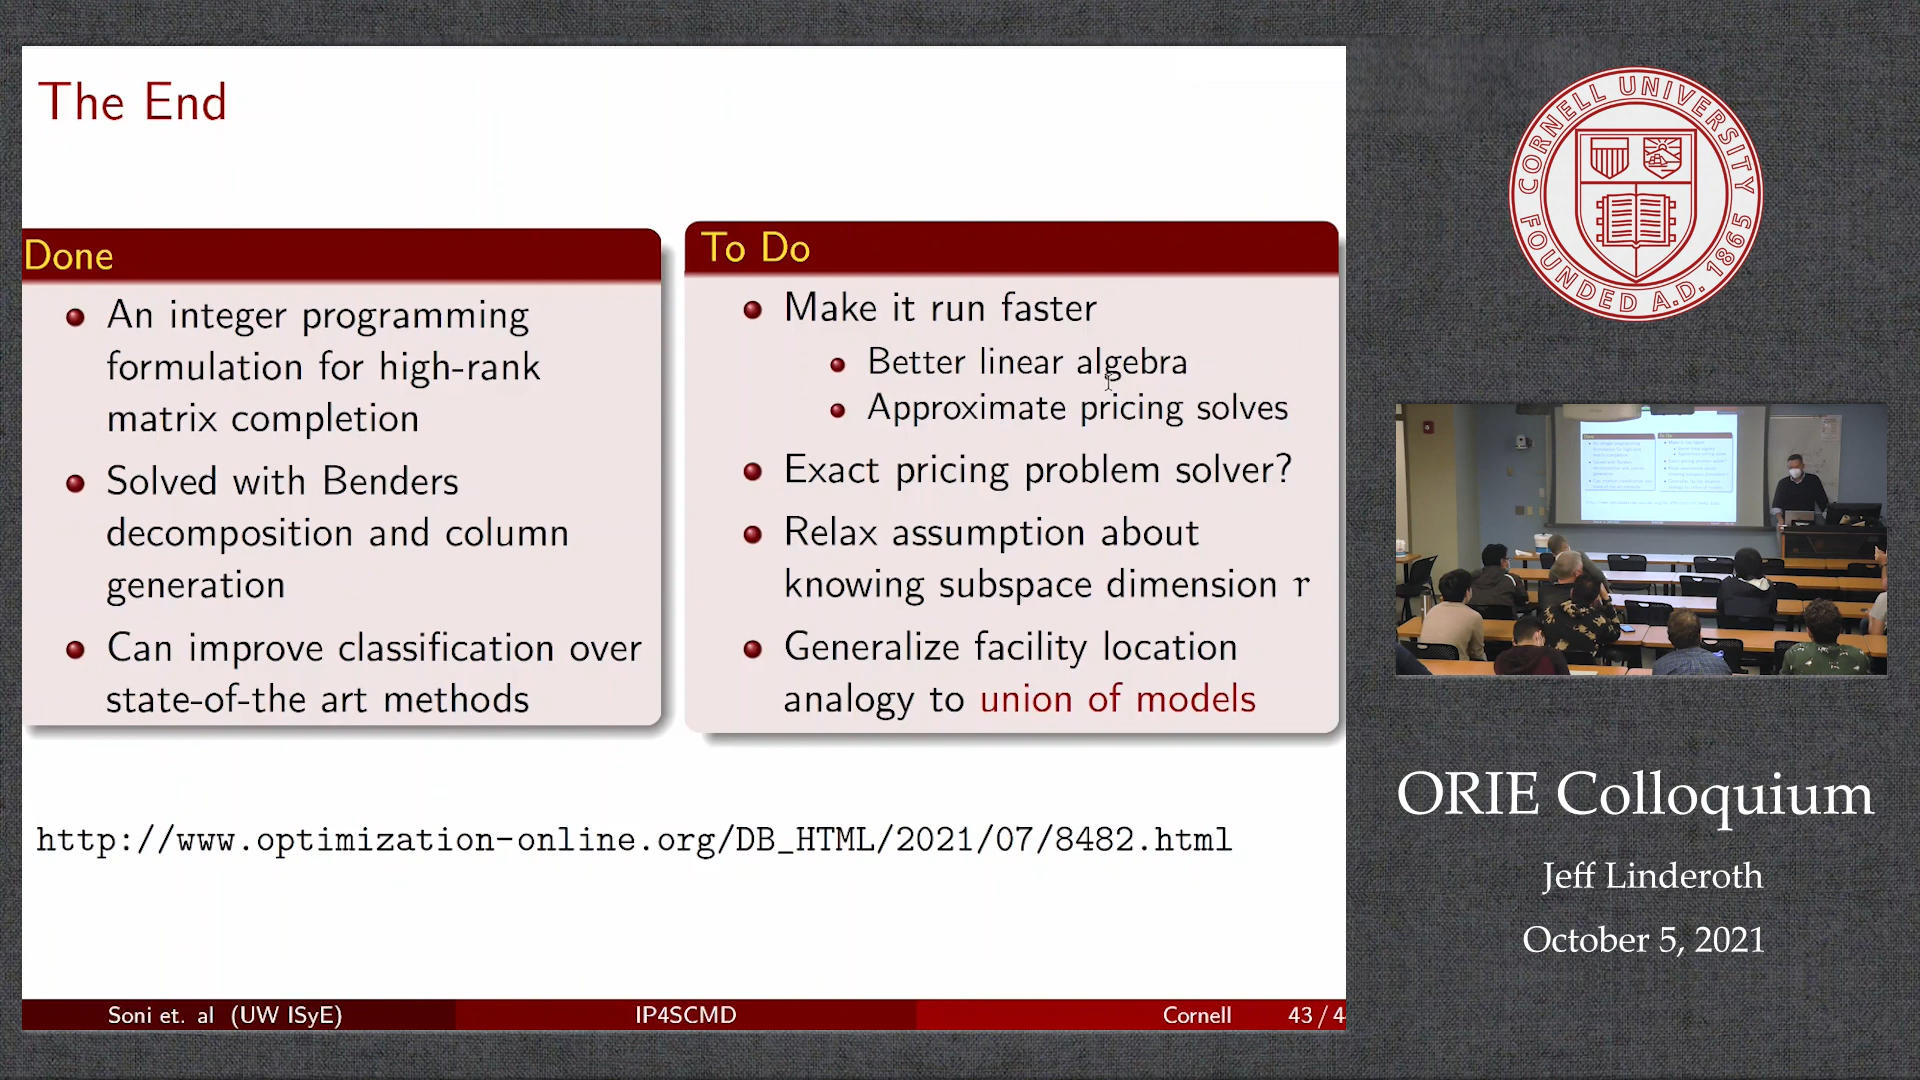 The End
Done
An integer programming
formulation for high-rank
matrix completion
Solved with Benders
decomposition and column
generation
Can improve classification over
state-of-the art methods
To Do
Make it run faster
Better linear algebra
Approximate pricing solves
Exact pricing problem solver?
Relax assumption about
knowing subspace dimension r
Generalize facility location
analogy to union of models
http://www.optimization-online.org/DB_HTML/2021/07/8482.html
Soni et. al (UW ISyE) IP4SCMD Cornell 43 / 4
CORNELL UNIVERSITY
FOUNDED A.D. 1865
ORIE Colloquium
Jeff Linderoth
October 5, 2021